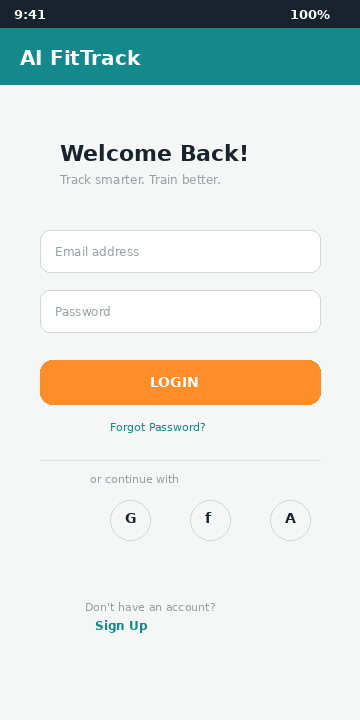 9:41 100%
AI FitTrack
Welcome Back!
Track smarter. Train better.
Email address
Password
LOGIN
Forgot Password?
or continue with
G f A
Don't have an account?
Sign Up